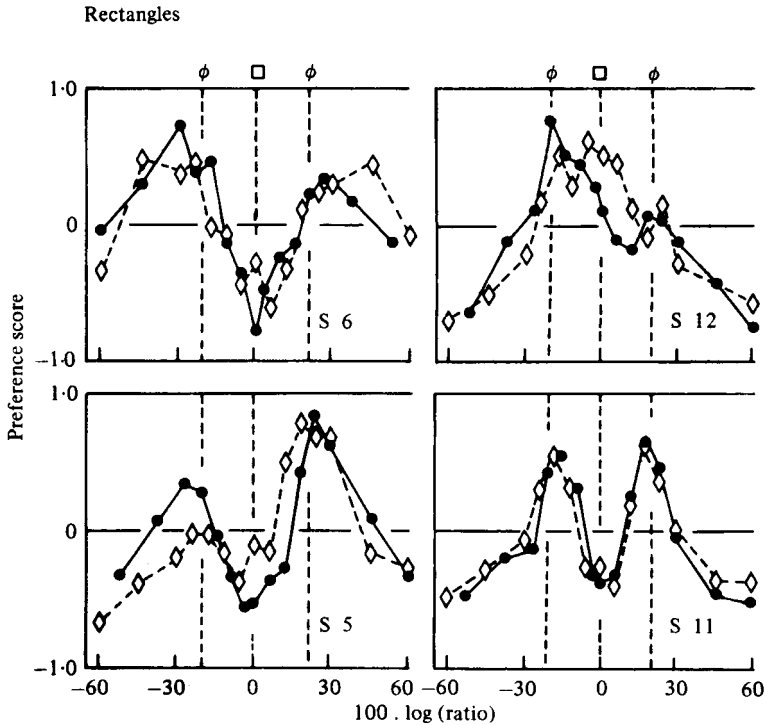 Rectangles
ϕ □ ϕ ϕ □ ϕ
1·0
0
−1·0
S 6
S 12
Preference score
1·0
0
−1·0
S 5
S 11
−60 −30 0 30 60 −60 −30 0 30 60
100 . log (ratio)